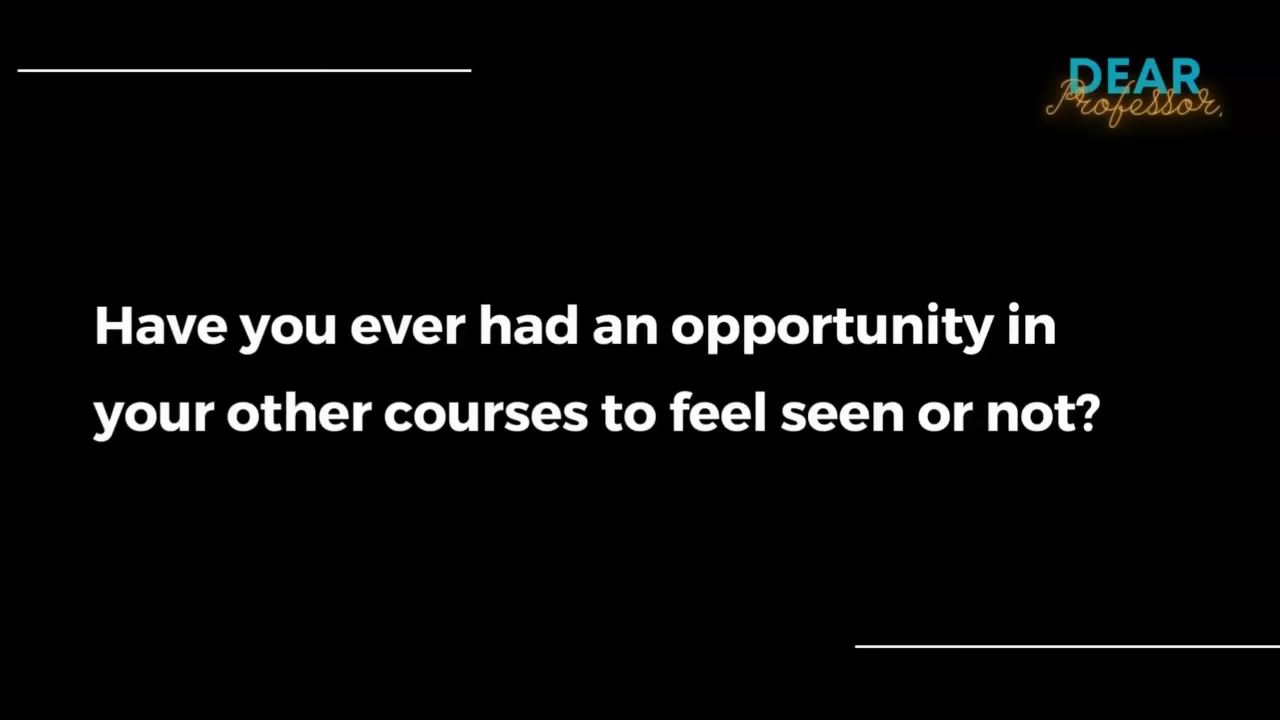 DEAR
Professor,
Have you ever had an opportunity in
your other courses to feel seen or not?